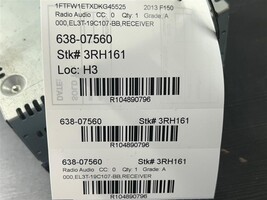 1FTFW1ETXDKG45525 2013 F150
Radio Audio CC: 0 Qty: 1 Grade: A
000,EL3T-19C107-BB,RECEIVER
638-07560
Stk# 3RH161
Loc: H3
R104890796
638-07560 Stk# 3RH161
R104890796
638-07560 Stk# 3RH161
Radio Audio CC: 0 Qty: 1 Grade: A
000,EL3T-19C107-BB,RECEIVER
R104890796